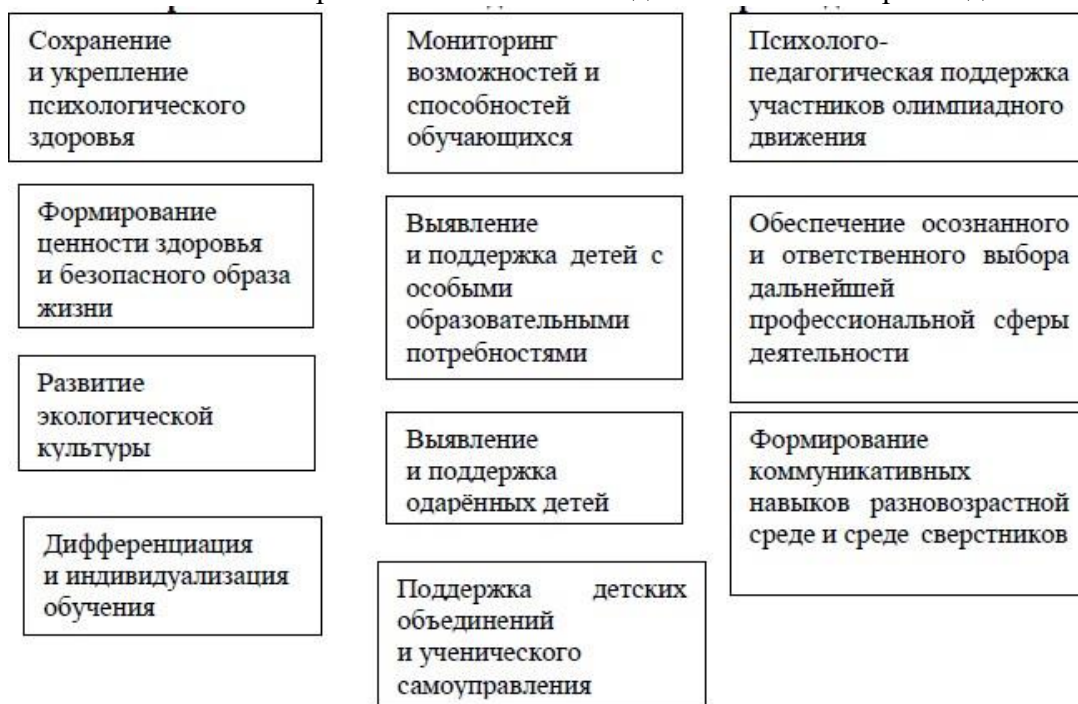 Сохранение
и укрепление
психологического
здоровья
Формирование
ценности здоровья
и безопасного образа
жизни
Развитие
экологической
культуры
Дифференциация
и индивидуализация
обучения
Мониторинг
возможностей и
способностей
обучающихся
Выявление
и поддержка детей с
особыми
образовательными
потребностями
Выявление
и поддержка
одарённых детей
Поддержка детских
объединений
и ученического
самоуправления
Психолого-
педагогическая поддержка
участников олимпиадного
движения
Обеспечение осознанного
и ответственного выбора
дальнейшей
профессиональной сферы
деятельности
Формирование
коммуникативных
навыков разновозрастной
среде и среде сверстников